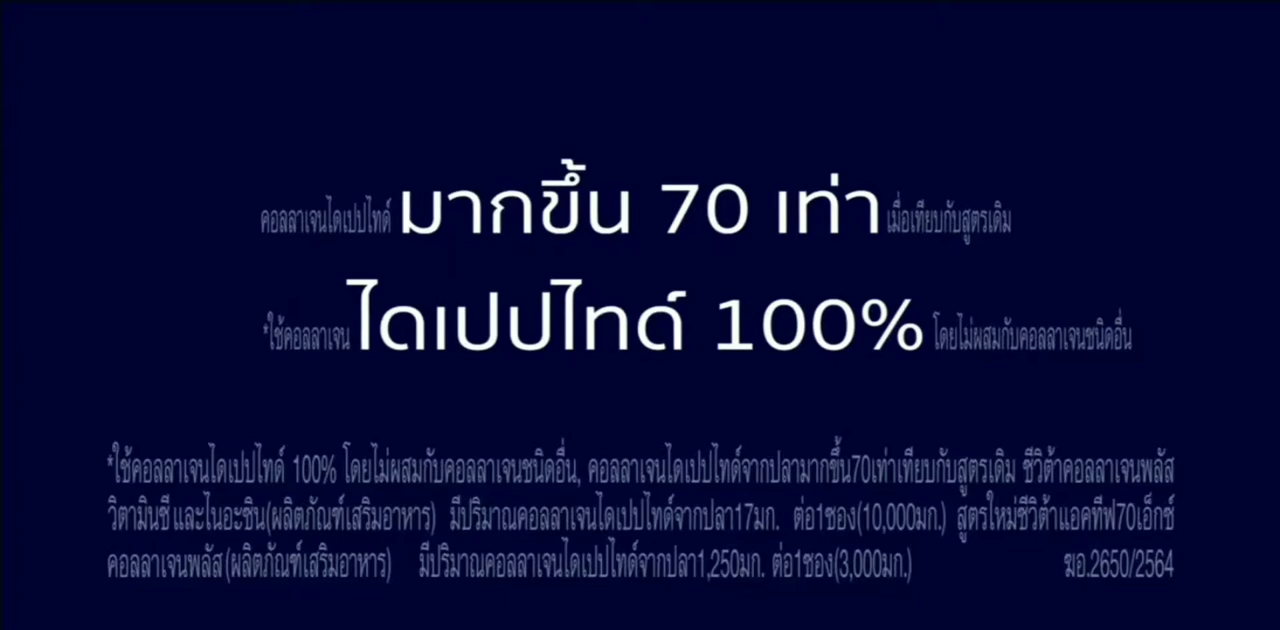 คอลลาเจนไดเปปไทด์ มากขึ้น 70 เท่า เมื่อเทียบกับสูตรเดิม
*ใช้คอลลาเจน ไดเปปไทด์ 100% โดยไม่ผสมกับคอลลาเจนชนิดอื่น
*ใช้คอลลาเจนไดเปปไทด์ 100% โดยไม่ผสมกับคอลลาเจนชนิดอื่น, คอลลาเจนไดเปปไทด์จากปลามากขึ้น70เท่าเทียบกับสูตรเดิม ชีวิต้าคอลลาเจนพลัส
วิตามินซี และไนอะซิน(ผลิตภัณฑ์เสริมอาหาร) มีปริมาณคอลลาเจนไดเปปไทด์จากปลา17มก. ต่อ1ซอง(10,000มก.) สูตรใหม่ชีวิต้าแอคทีฟ70เอ็กซ์
คอลลาเจนพลัส(ผลิตภัณฑ์เสริมอาหาร) มีปริมาณคอลลาเจนไดเปปไทด์จากปลา1,250มก. ต่อ1ซอง(3,000มก.) ฆอ.2650/2564